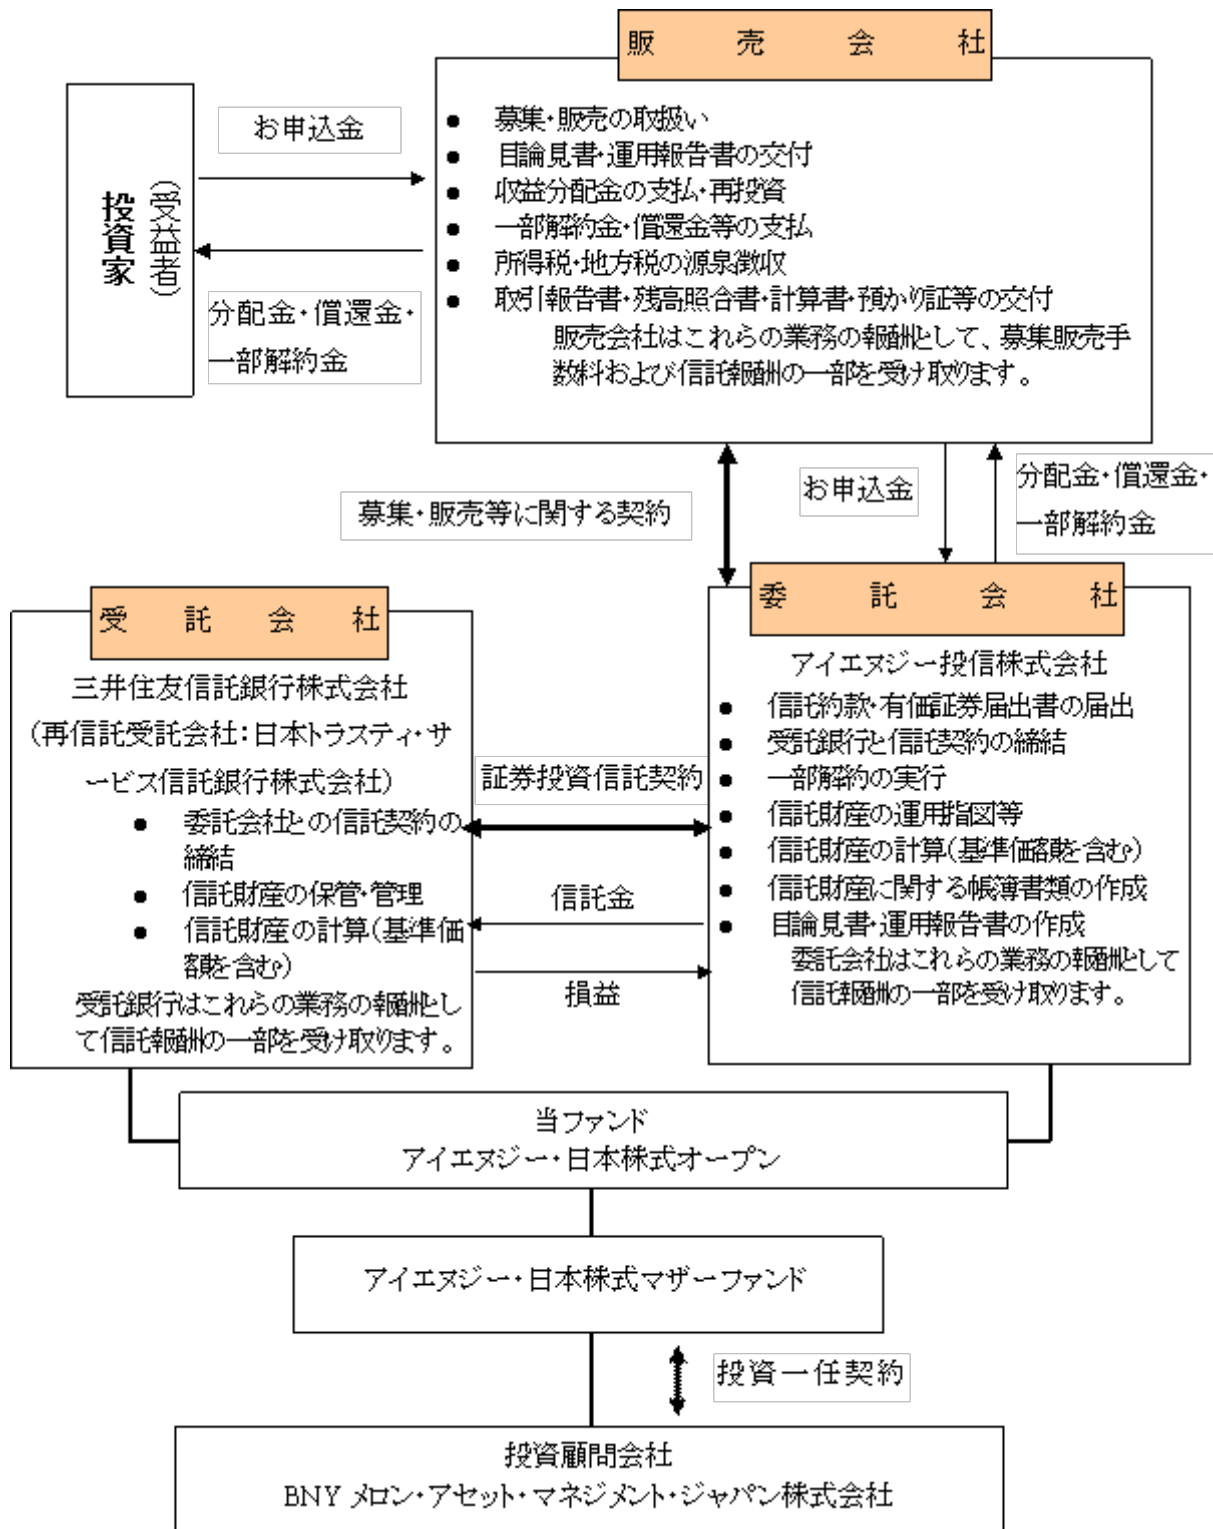 販売会社
投資家
(受益者)
お申込金
分配金・償還金・
一部解約金
● 募集・販売の取扱い
● 目論見書・運用報告書の交付
● 収益分配金の支払・再投資
● 一部解約金・償還金等の支払
● 所得税・地方税の源泉徴収
● 取引報告書・残高照合書・計算書・預かり証等の交付
販売会社はこれらの業務の報酬として、募集販売手
数料および信託報酬の一部を受け取ります。
募集・販売等に関する契約
お申込金
分配金・償還金・
一部解約金
受託会社
三井住友信託銀行株式会社
(再信託受託会社:日本トラスティ・サ
ービス信託銀行株式会社)
● 委託会社との信託契約の
締結
● 信託財産の保管・管理
● 信託財産の計算(基準価
額を含む)
受託銀行はこれらの業務の報酬とし
て信託報酬の一部を受け取ります。
証券投資信託契約
信託金
損益
委託会社
アイエヌジー投信株式会社
● 信託約款・有価証券届出書の届出
● 受託銀行と信託契約の締結
● 一部解約の実行
● 信託財産の運用指図等
● 信託財産の計算(基準価額を含む)
● 信託財産に関する帳簿書類の作成
● 目論見書・運用報告書の作成
委託会社はこれらの業務の報酬として
信託報酬の一部を受け取ります。
当ファンド
アイエヌジー・日本株式オープン
アイエヌジー・日本株式マザーファンド
投資一任契約
投資顧問会社
BNY メロン・アセット・マネジメント・ジャパン株式会社